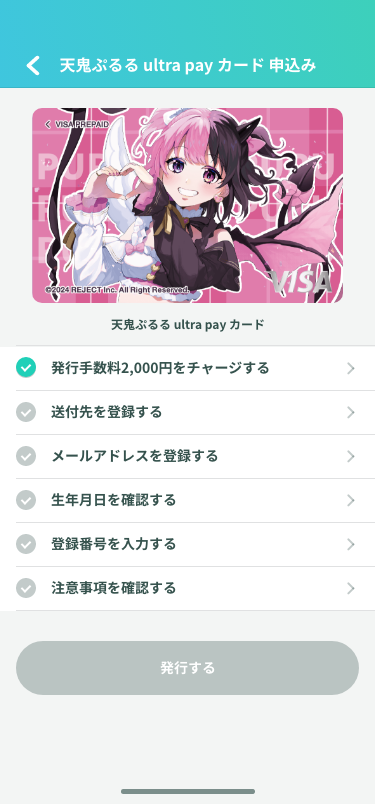 天鬼ぷるる ultra pay カード 申込み
VISA PREPAID
©2024 REJECT Inc. All Right Reserved.
VISA
天鬼ぷるる ultra pay カード
発行手数料2,000円をチャージする
送付先を登録する
メールアドレスを登録する
生年月日を確認する
登録番号を入力する
注意事項を確認する
発行する